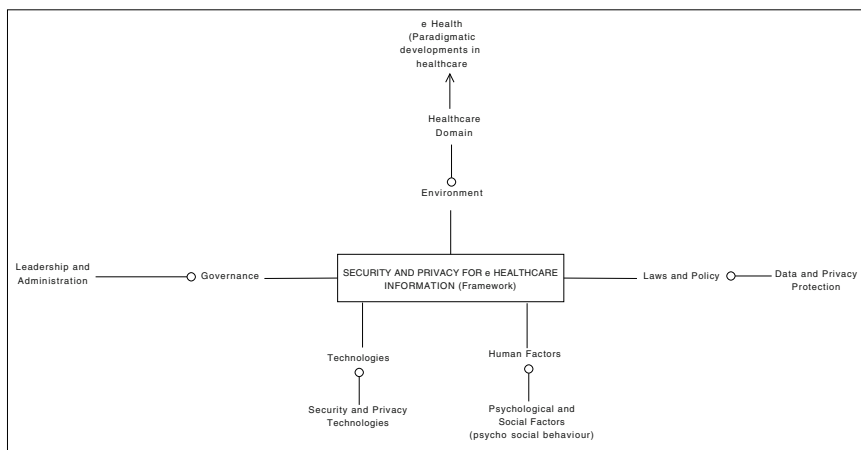 e Health
(Paradigmatic
developments in
healthcare
Healthcare
Domain
Environment
Leadership and
Administration
Governance
SECURITY AND PRIVACY FOR e HEALTHCARE
INFORMATION (Framework)
Laws and Policy
Data and Privacy
Protection
Technologies
Security and Privacy
Technologies
Human Factors
Psychological and
Social Factors
(psycho social behaviour)